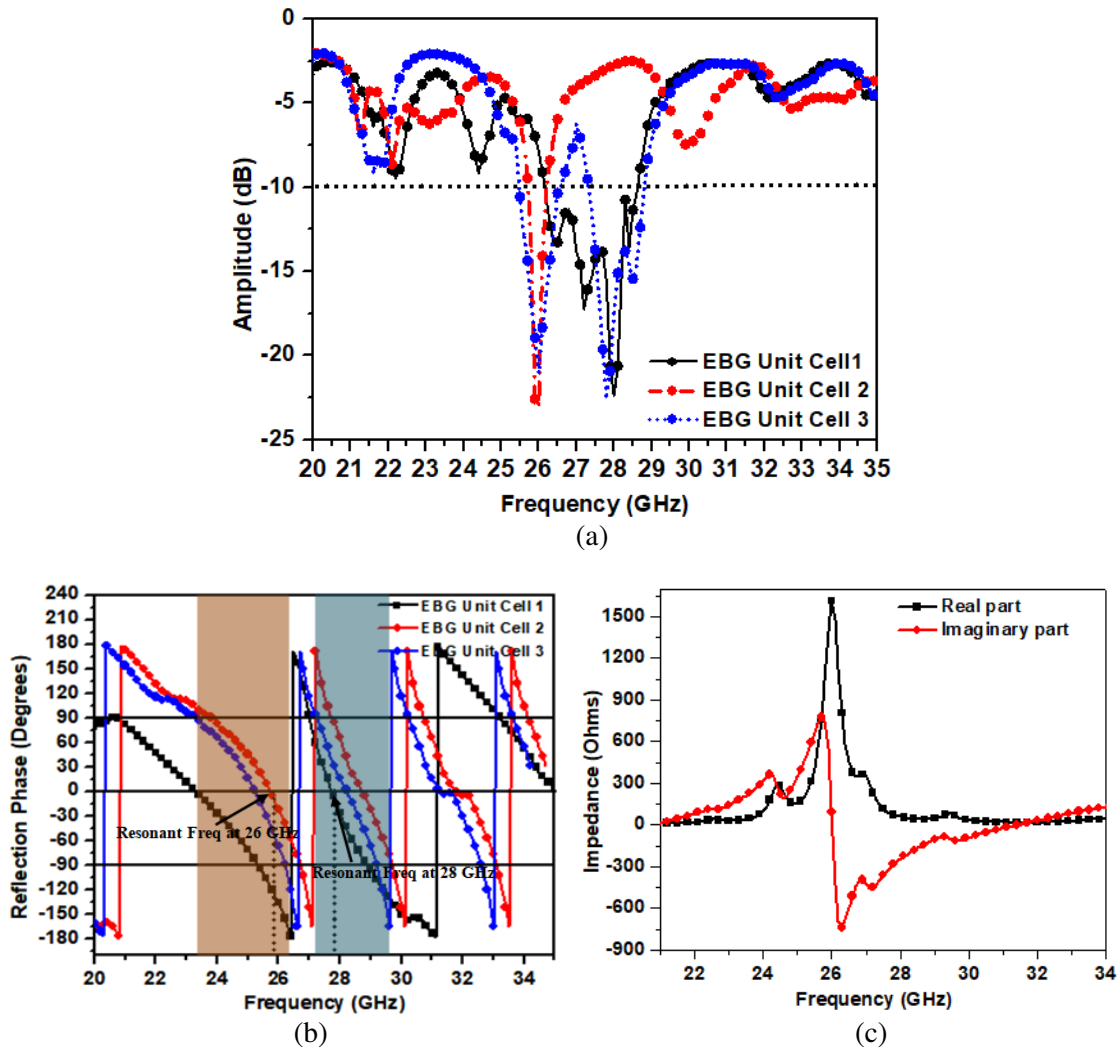 0
-5
-10
-15
-20
-25
Amplitude (dB)
EBG Unit Cell1
EBG Unit Cell 2
EBG Unit Cell 3
20 21 22 23 24 25 26 27 28 29 30 31 32 33 34 35
Frequency (GHz)
(a)
240
210
180
150
120
90
60
30
0
-30
-60
-90
-120
-150
-180
Reflection Phase (Degrees)
EBG Unit Cell 1
EBG Unit Cell 2
EBG Unit Cell 3
Resonant Freq at 26 GHz
Resonant Freq at 28 GHz
20 22 24 26 28 30 32 34
Frequency (GHz)
(b)
1500
1200
900
600
300
0
-300
-600
-900
Impedance (Ohms)
Real part
Imaginary part
22 24 26 28 30 32 34
Frequency (GHz)
(c)